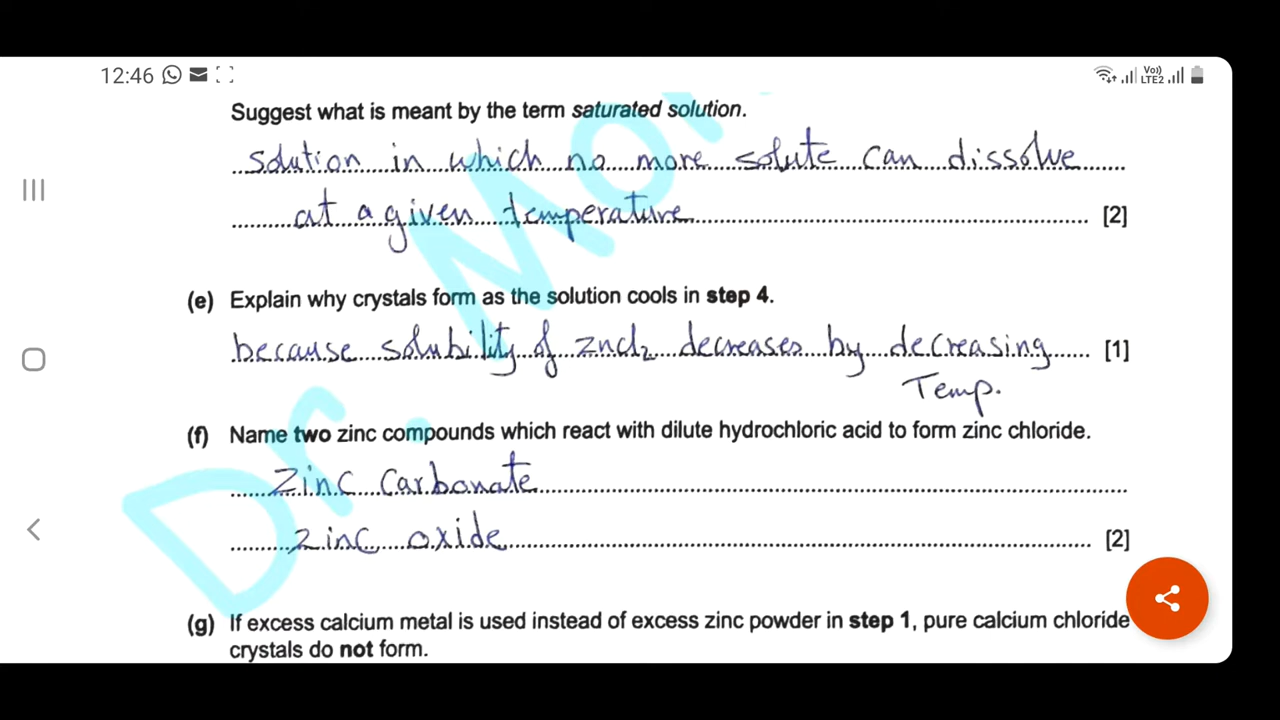 12:46
Vo)
LTE2
Suggest what is meant by the term saturated solution.
solution in which no more solute can dissolve
at a given temperature [2]
(e) Explain why crystals form as the solution cools in step 4.
because solubility of zncl2 decreases by decreasing [1]
Temp.
(f) Name two zinc compounds which react with dilute hydrochloric acid to form zinc chloride.
Zinc Carbonate
zinc oxide [2]
(g) If excess calcium metal is used instead of excess zinc powder in step 1, pure calcium chloride
crystals do not form.
Dr. Mon